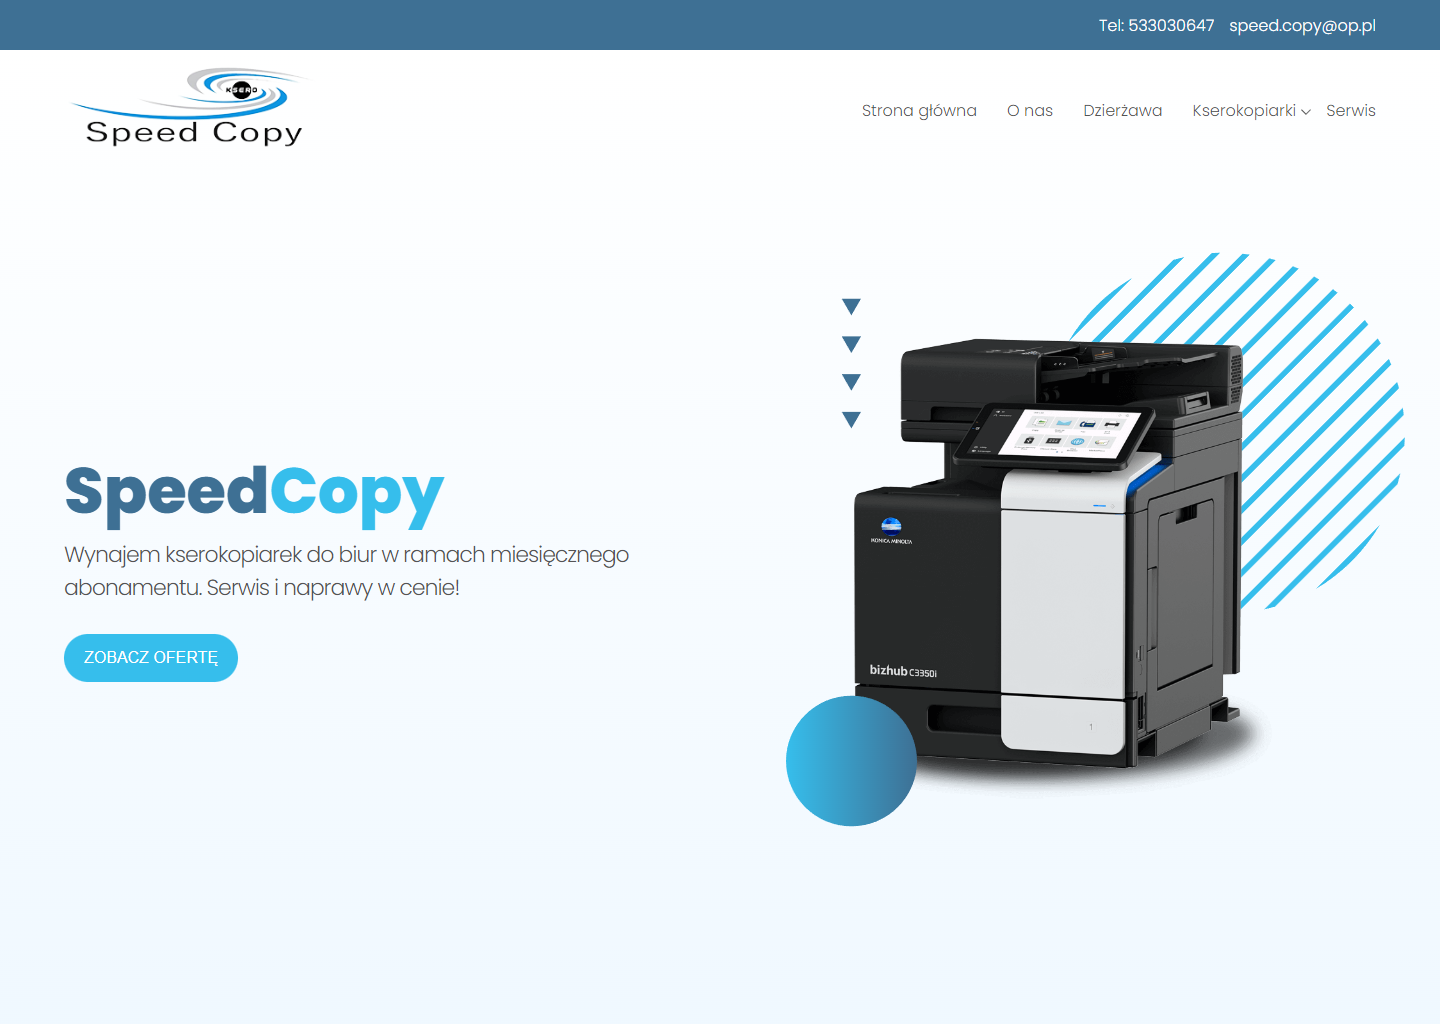 Tel: 533030647 speed.copy@op.pl
KSERO
Speed Copy
Strona główna O nas Dzierżawa Kserokopiarki Serwis
SpeedCopy
Wynajem kserokopiarek do biur w ramach miesięcznego
abonamentu. Serwis i naprawy w cenie!
ZOBACZ OFERTĘ
KONICA MINOLTA
bizhub C3350i
1